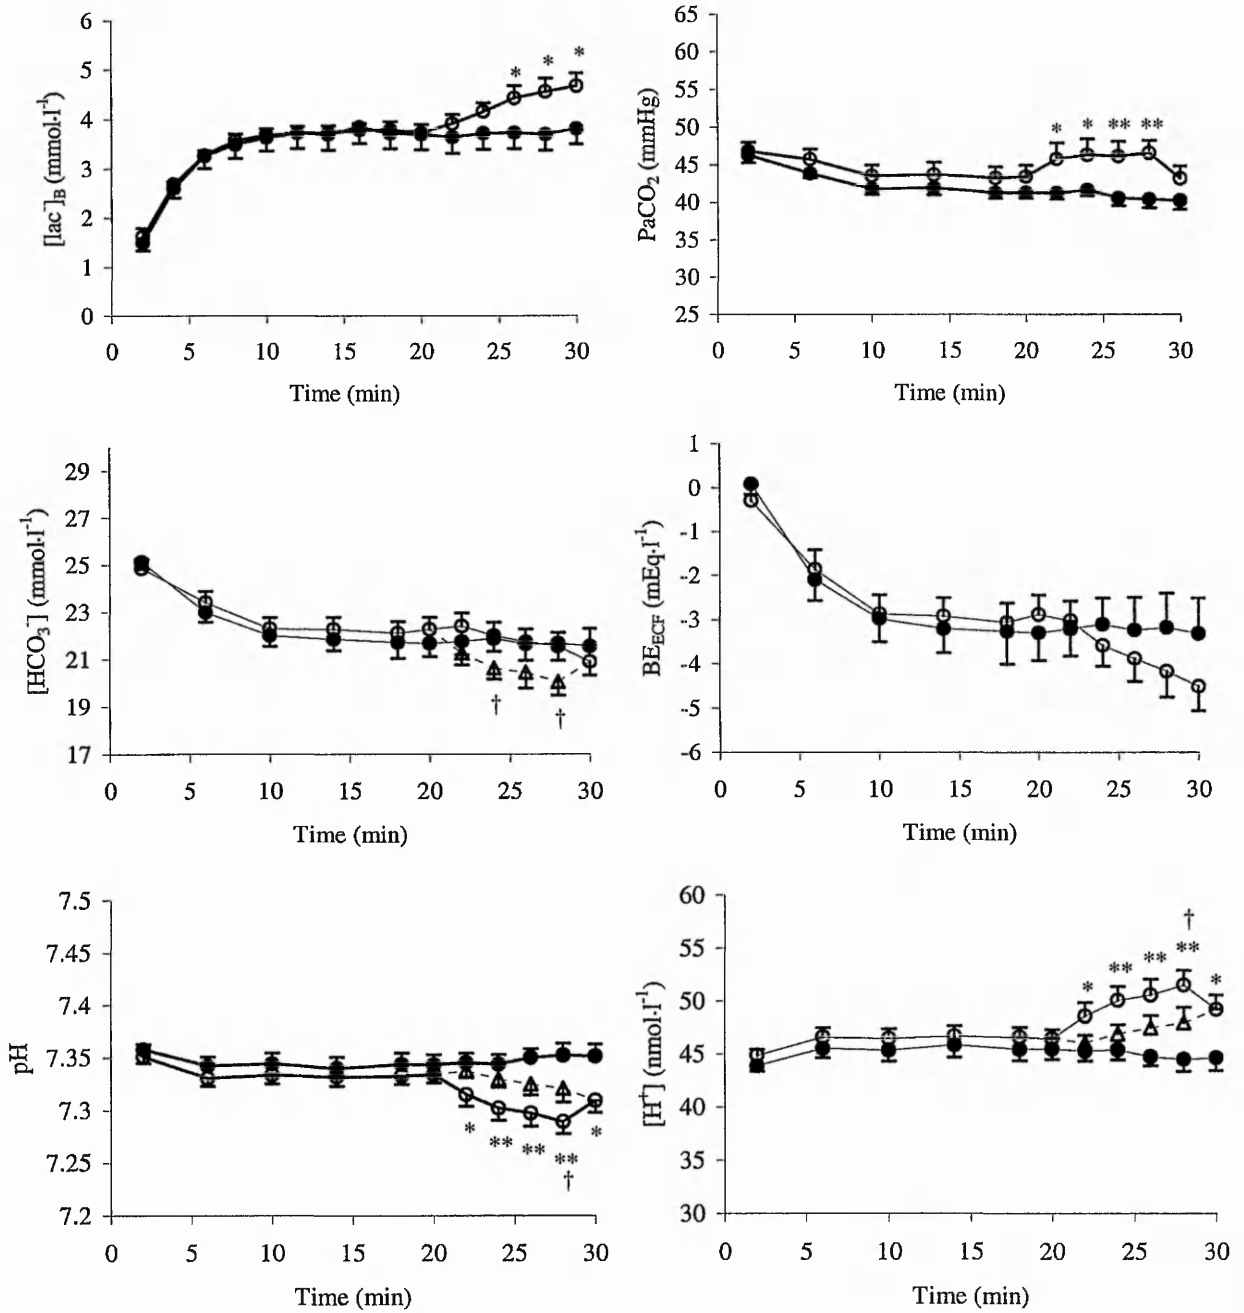 6
5
4
3
2
1
0
[lac⁻]B (mmol·l⁻¹)
* * *
0 5 10 15 20 25 30
Time (min)
65
60
55
50
45
40
35
30
25
PaCO₂ (mmHg)
* * ** **
0 5 10 15 20 25 30
Time (min)
29
27
25
23
21
19
17
[HCO₃⁻] (mmol·l⁻¹)
† †
0 5 10 15 20 25 30
Time (min)
1
0
-1
-2
-3
-4
-5
-6
BE_ECF (mEq·l⁻¹)
0 5 10 15 20 25 30
Time (min)
7.5
7.45
7.4
7.35
7.3
7.25
7.2
pH
* ** ** ** *
†
0 5 10 15 20 25 30
Time (min)
60
55
50
45
40
35
30
[H⁺] (nmol·l⁻¹)
†
* ** ** ** *
0 5 10 15 20 25 30
Time (min)